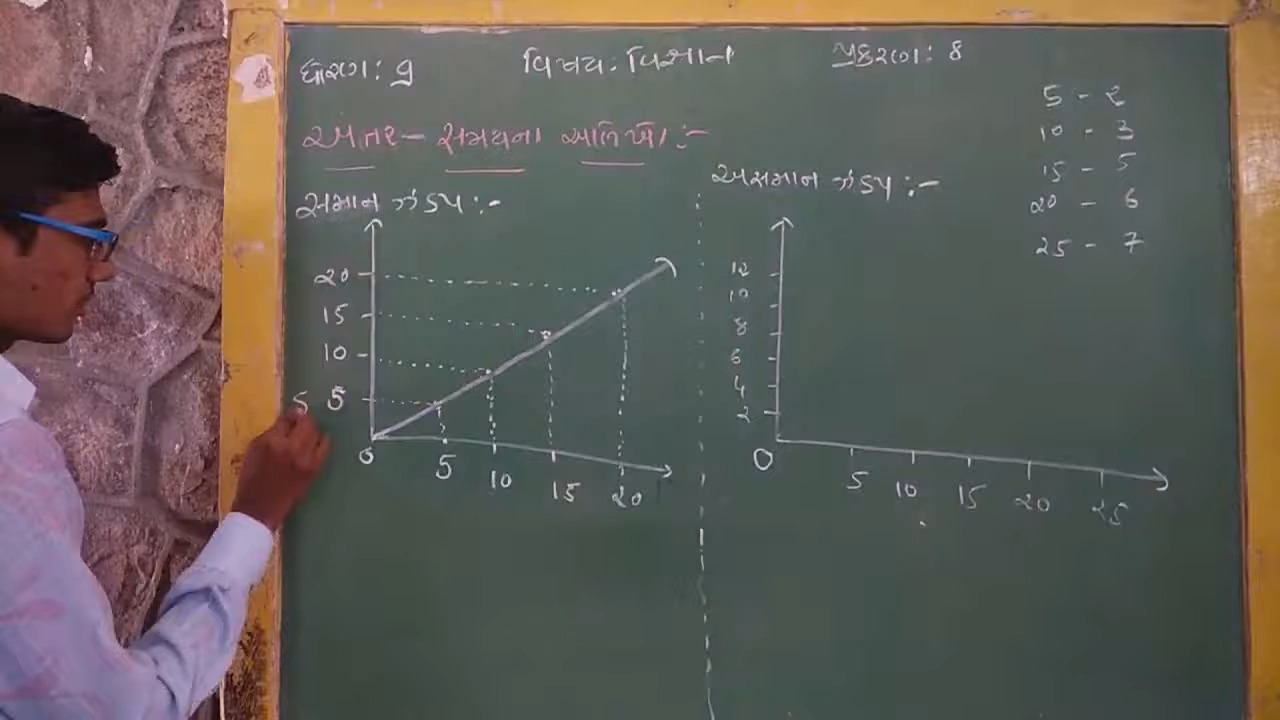 ધોરણ : 9
વિષય : વિજ્ઞાન
પ્રકરણ : 8
અંતર – સમયના આલેખો :-
સમાન ઝડપ :-
20
15
10
5 5
0 5 10 15 20
અસમાન ઝડપ :-
12
10
8
6
4
2
0 5 10 15 20 25
5 - 2
10 - 3
15 - 5
20 - 6
25 - 7